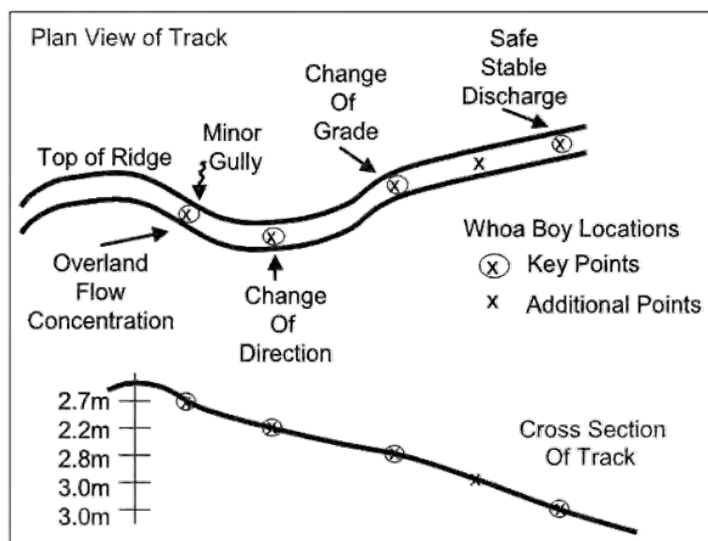 Plan View of Track
Safe
Stable
Discharge
Change
Of
Grade
Minor
Gully
Top of Ridge
Overland
Flow
Concentration
Change
Of
Direction
Whoa Boy Locations
x Key Points
x Additional Points
2.7m
2.2m
2.8m
3.0m
3.0m
Cross Section
Of Track